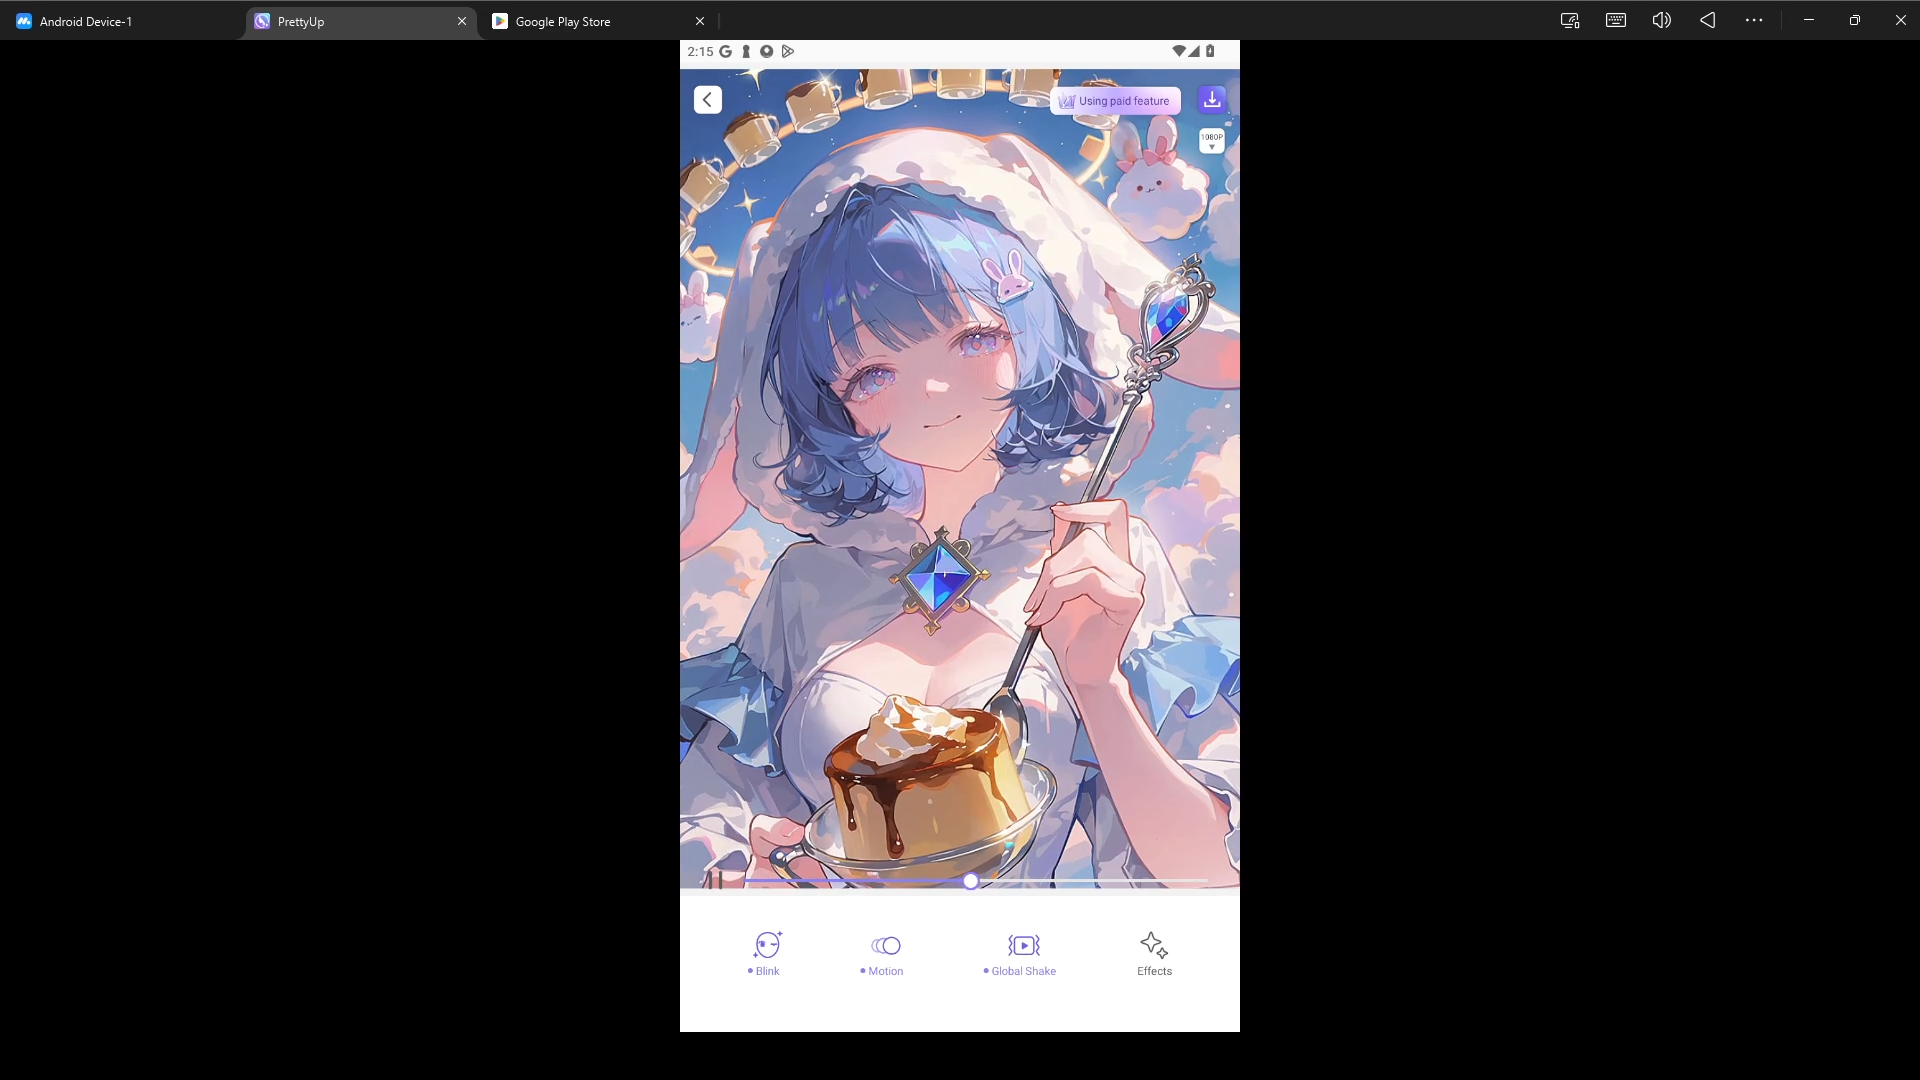 Android Device-1
PrettyUp
Google Play Store
2:15
Using paid feature
1080P
Blink
Motion
Global Shake
Effects